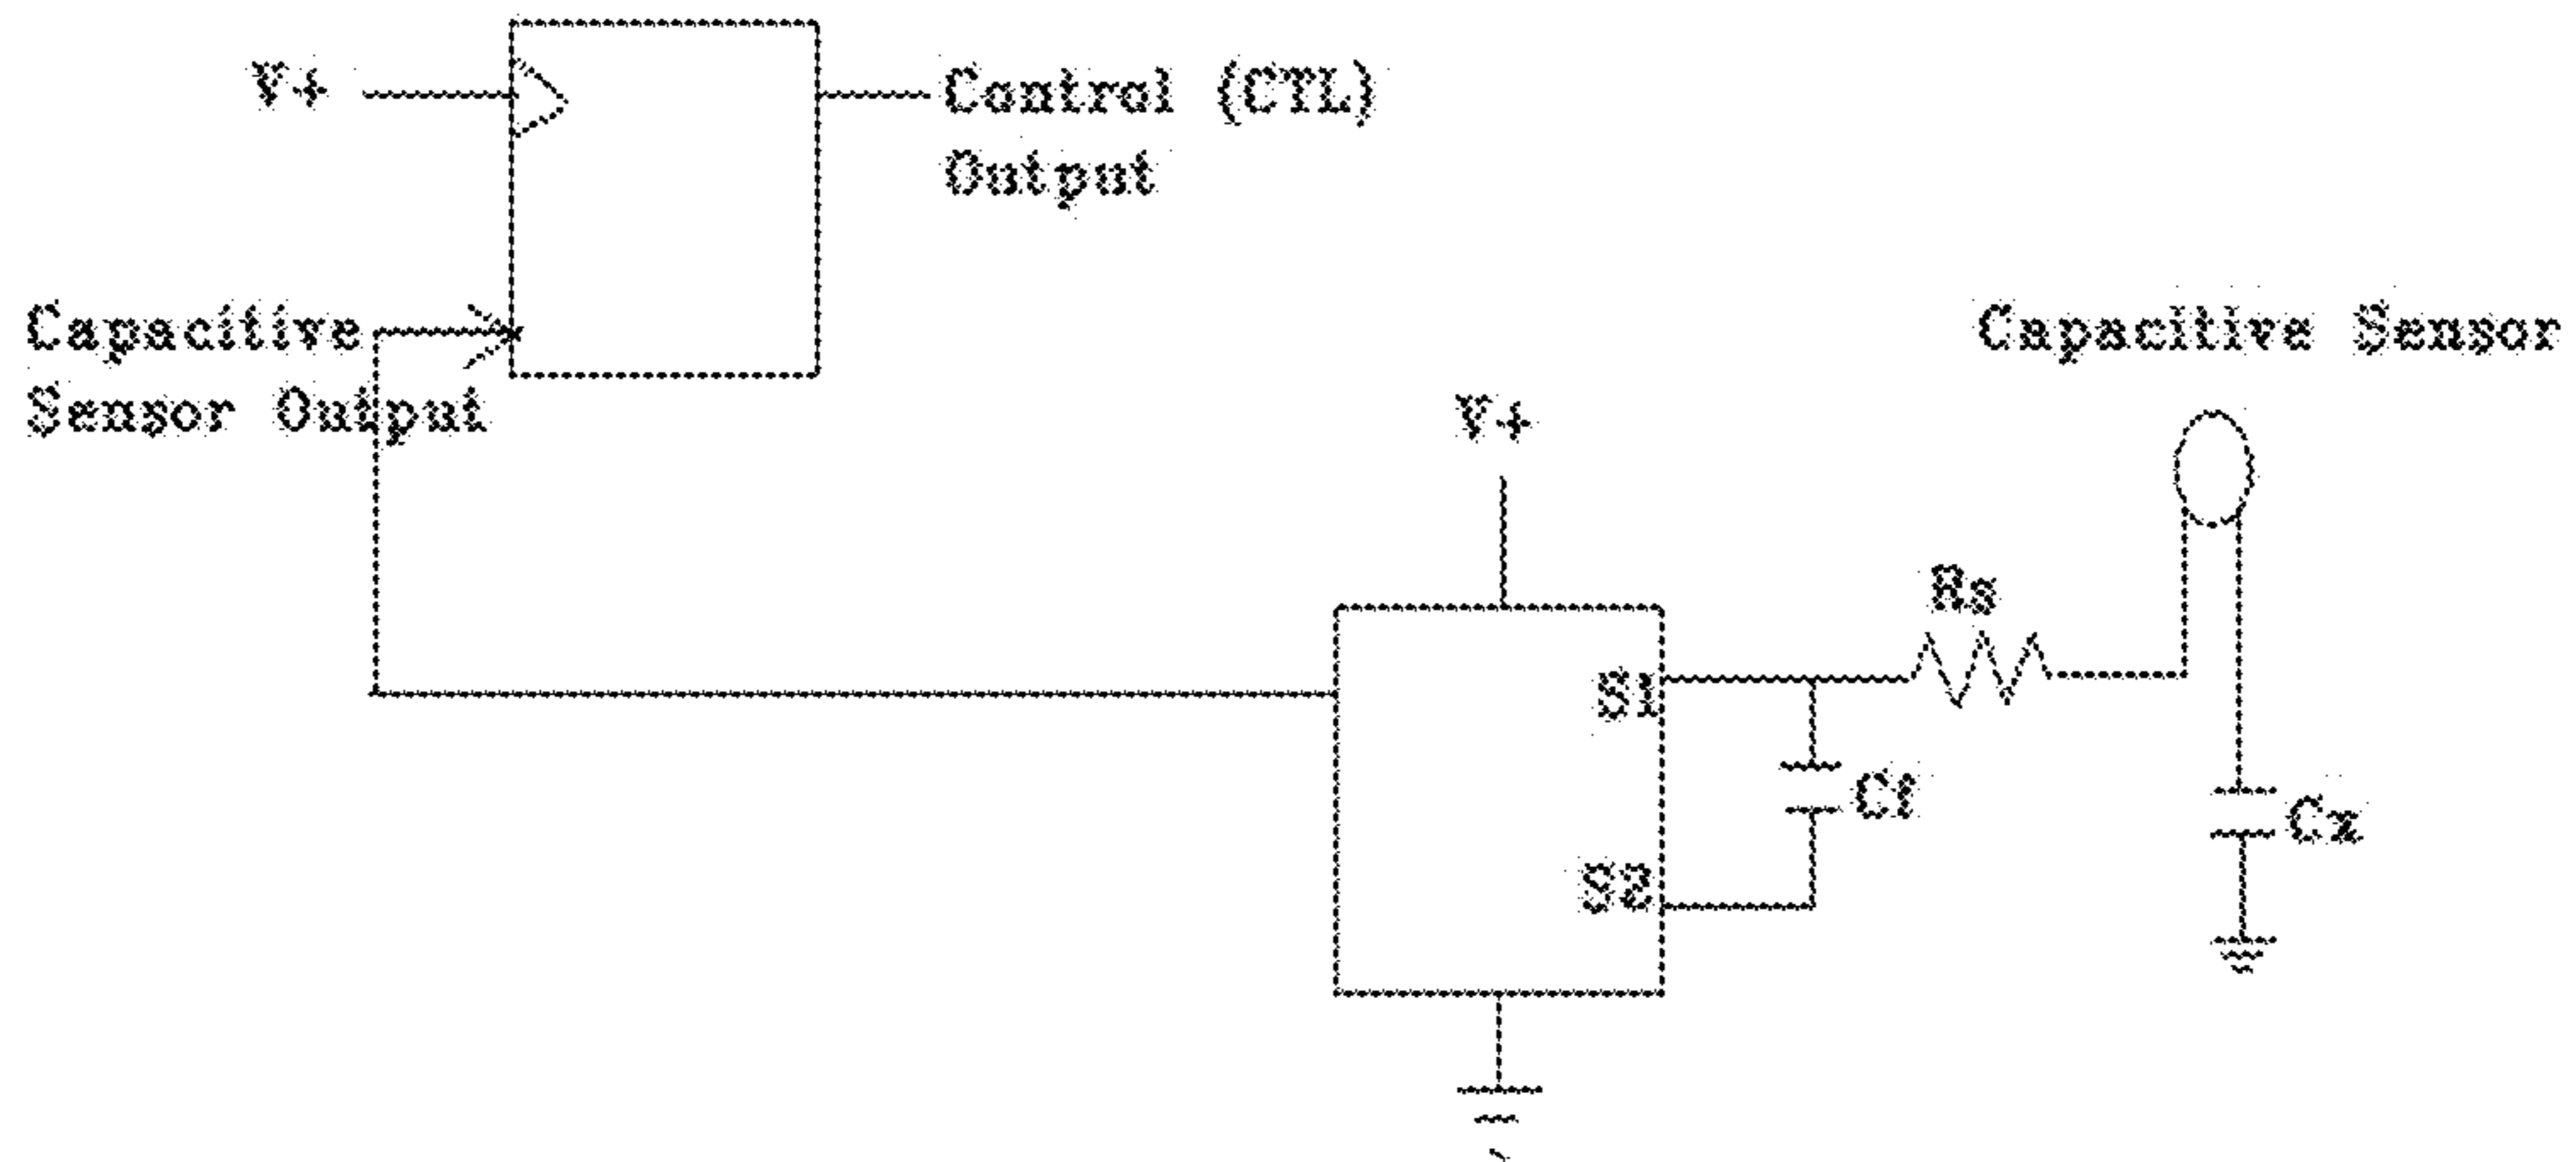 V+
Control (CTL)
Output
Capacitive
Sensor Output
Capacitive Sensor
V+
Rs
S1
Cf
Cx
S2